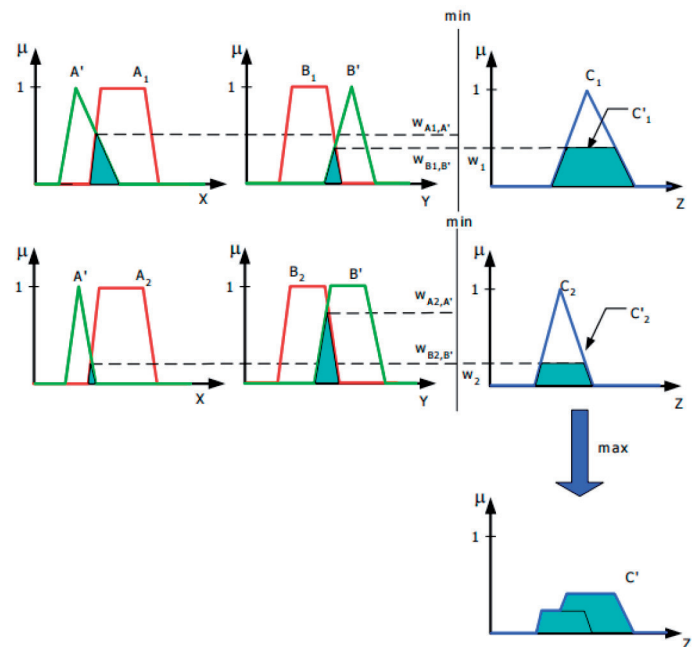 min
μ
A'
A1
1
X
μ
B1
B'
1
Y
wA1,A'
wB1,B'
w1
μ
C1
1
C'1
Z
min
μ
A'
A2
1
X
μ
B2
B'
1
Y
wA2,A'
wB2,B'
w2
μ
C2
1
C'2
Z
max
μ
1
C'
Z